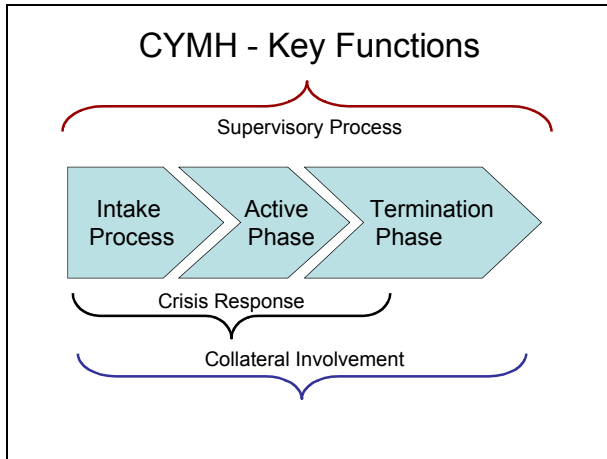 CYMH - Key Functions
Supervisory Process
Intake
Process
Active
Phase
Termination
Phase
Crisis Response
Collateral Involvement